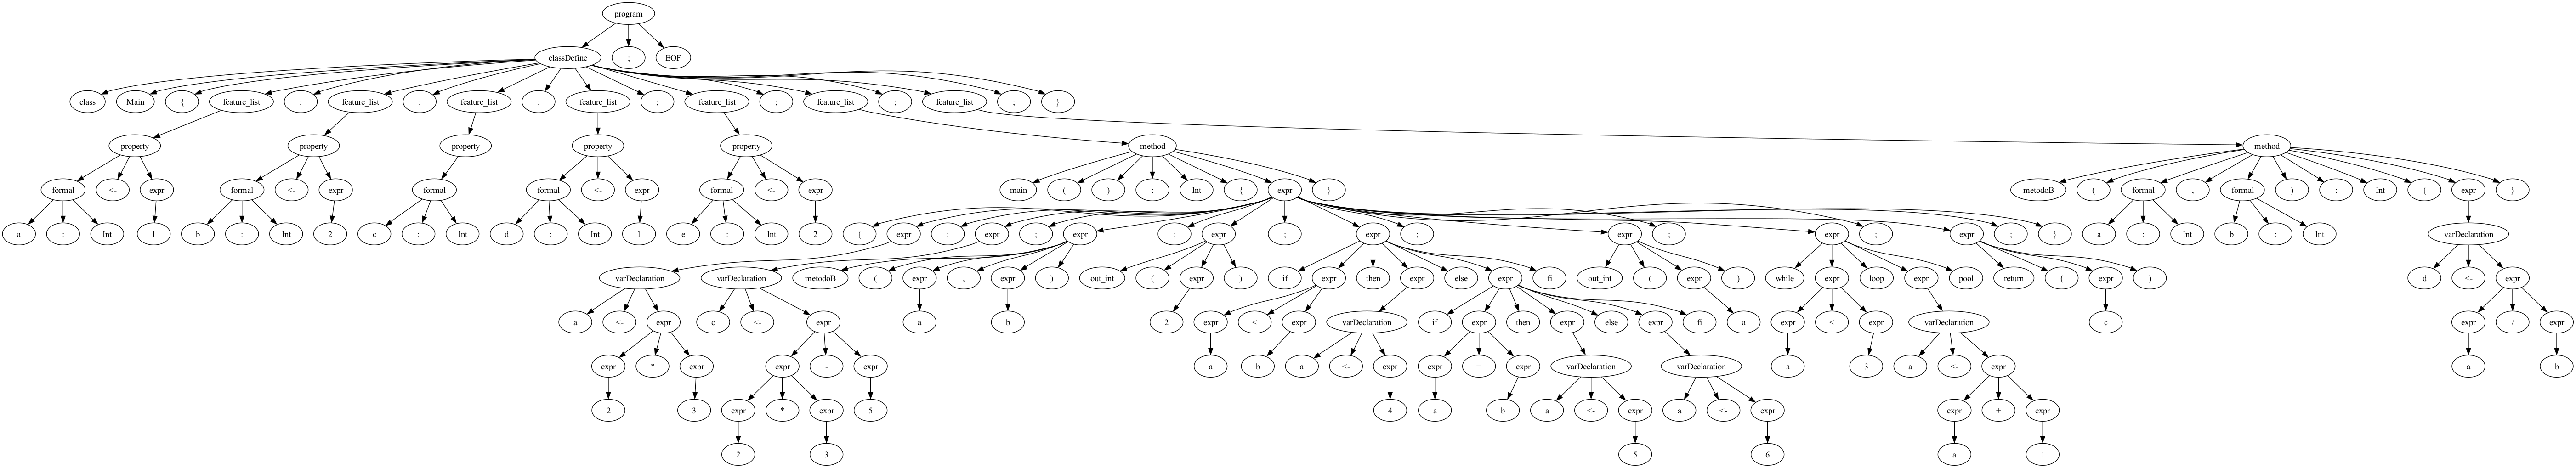 program
classDefine ; EOF
class Main { feature_list ; feature_list ; feature_list ; feature_list ; feature_list ; feature_list ; feature_list ; }
property property property property property method method
formal <- expr formal <- expr formal formal <- expr formal <- expr main ( ) : Int { expr } metodoB ( formal , formal ) : Int { expr }
a : Int 1 b : Int 2 c : Int d : Int 1 e : Int 2 { expr ; expr ; expr ; expr ; expr ; expr ; expr ; expr ; } a : Int b : Int varDeclaration
varDeclaration varDeclaration metodoB ( expr , expr ) out_int ( expr ) if expr then expr else expr fi out_int ( expr ) while expr loop expr pool return ( expr ) d <- expr
a <- expr c <- expr a b 2 expr < expr varDeclaration if expr then expr else expr fi a expr < expr varDeclaration c expr / expr
expr * expr expr - expr a b a <- expr expr = expr varDeclaration varDeclaration a 3 a <- expr a b
2 3 expr * expr 5 4 a b a <- expr a <- expr expr + expr
2 3 5 6 a 1